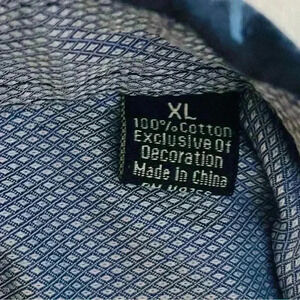 XL
100% Cotton
Exclusive Of
Decoration
Made in China